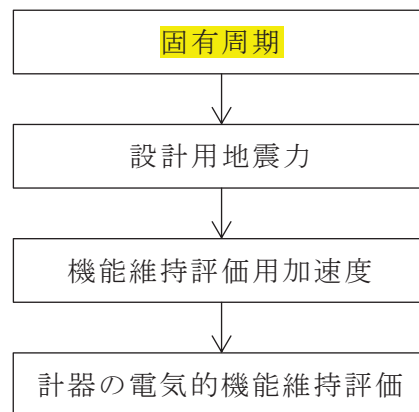 固有周期
設計用地震力
機能維持評価用加速度
計器の電気的機能維持評価